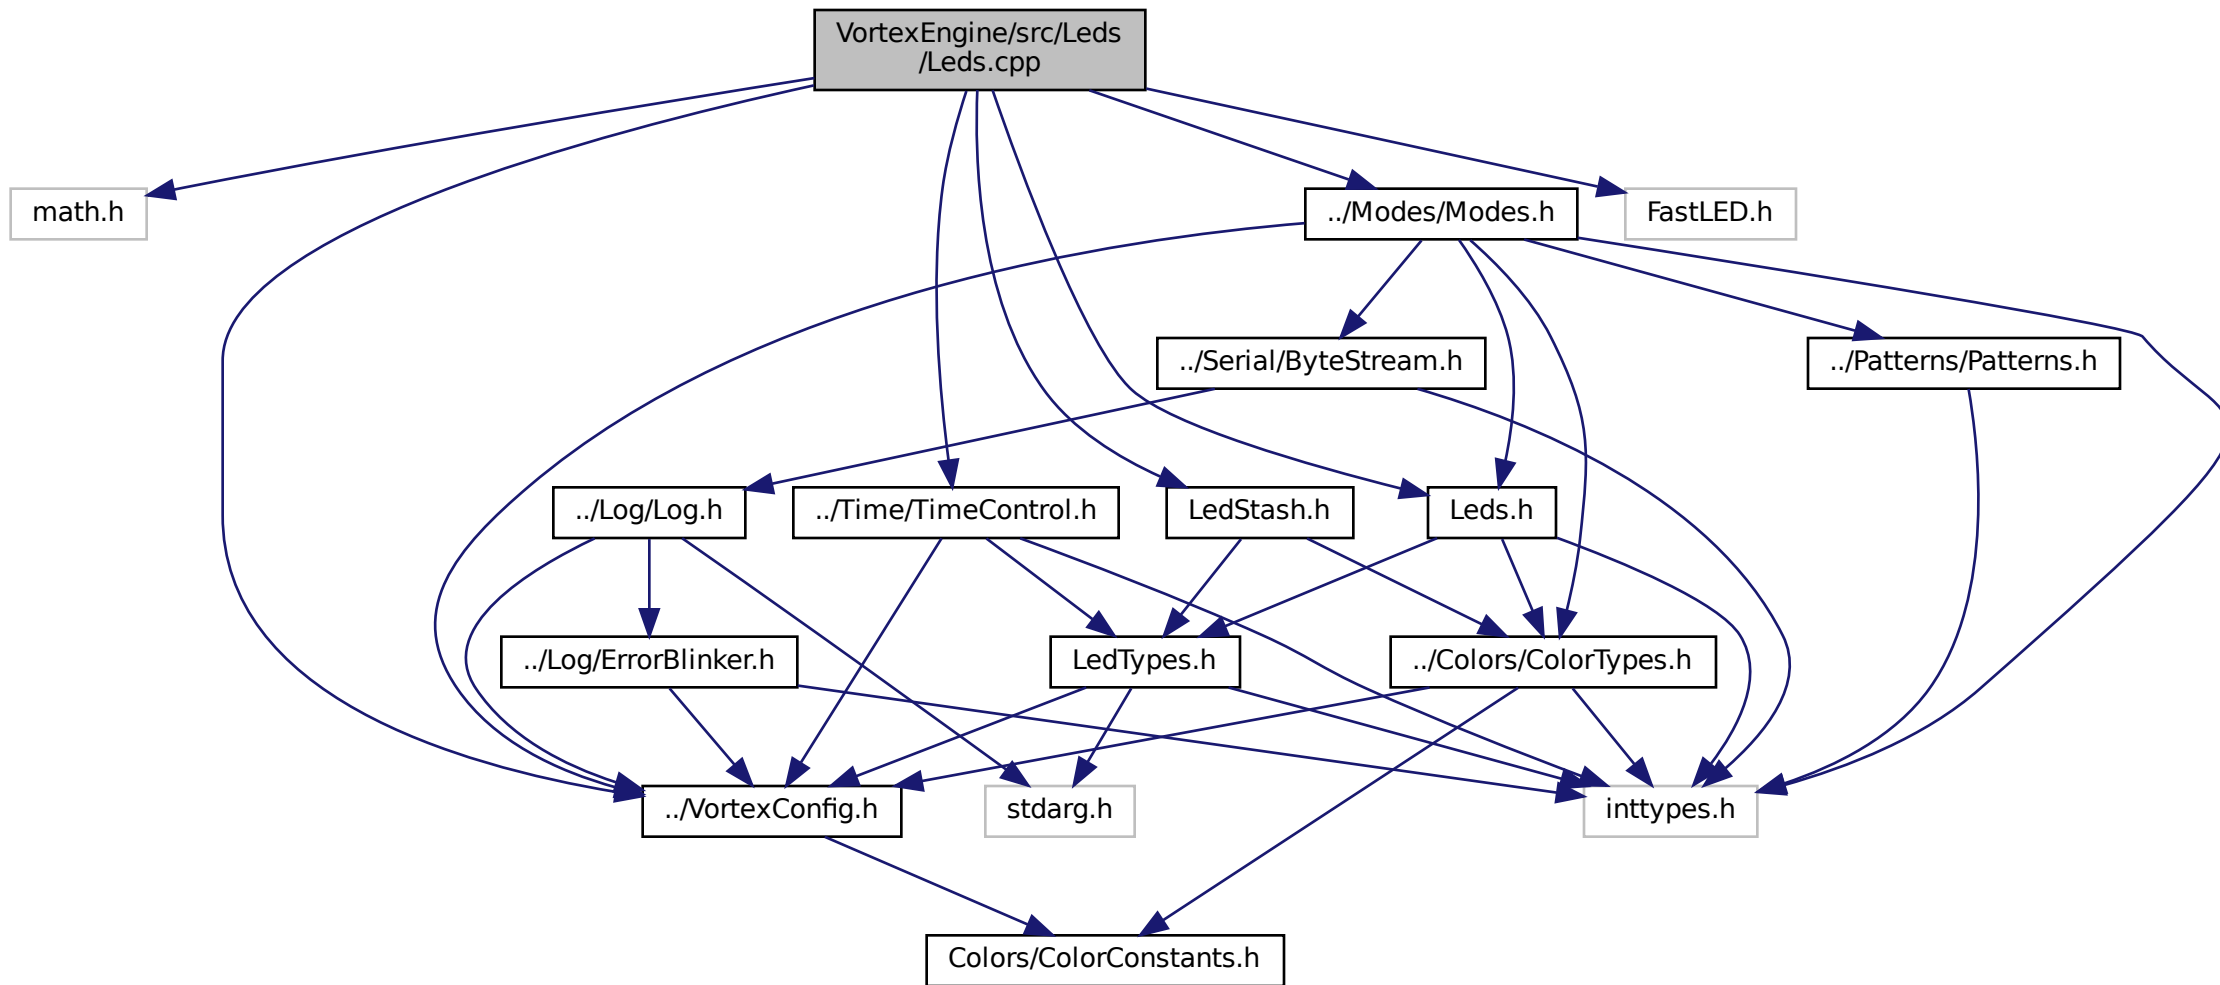 VortexEngine/src/Leds
/Leds.cpp
math.h
../Modes/Modes.h
FastLED.h
../Serial/ByteStream.h
../Patterns/Patterns.h
../Log/Log.h
../Time/TimeControl.h
LedStash.h
Leds.h
../Log/ErrorBlinker.h
LedTypes.h
../Colors/ColorTypes.h
../VortexConfig.h
stdarg.h
inttypes.h
Colors/ColorConstants.h